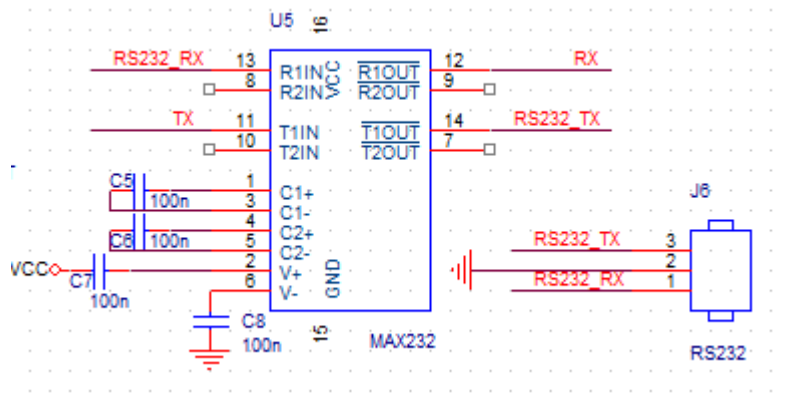 U5
16
RS232_RX 13 R1IN VCC R1OUT 12 RX
8 R2IN R2OUT 9
TX 11 T1IN T1OUT 14 RS232_TX
10 T2IN T2OUT 7
C5 100n 1 C1+
3 C1-
C6 100n 4 C2+
5 C2-
VCC C7 100n 2 V+
6 V- GND
C8
100n
15
MAX232
J6
RS232_TX 3
2
RS232_RX 1
RS232